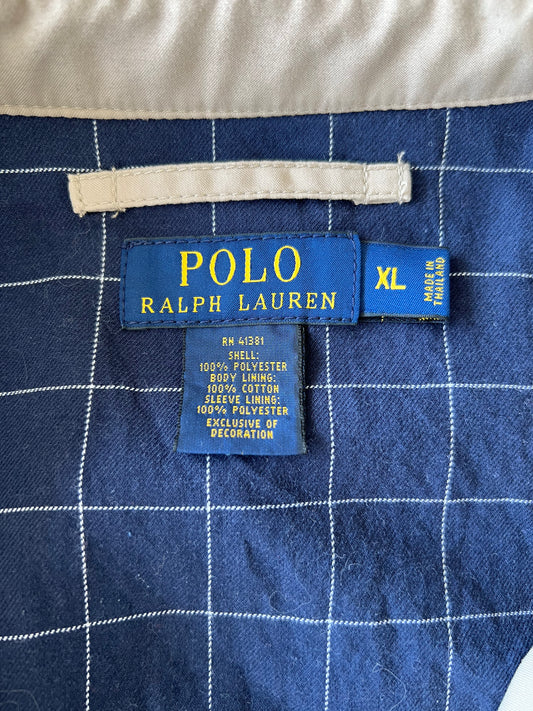 POLO
RALPH LAUREN
XL
MADE IN
THAILAND
RN 41381
SHELL:
100% POLYESTER
BODY LINING:
100% COTTON
SLEEVE LINING:
100% POLYESTER
EXCLUSIVE OF
DECORATION